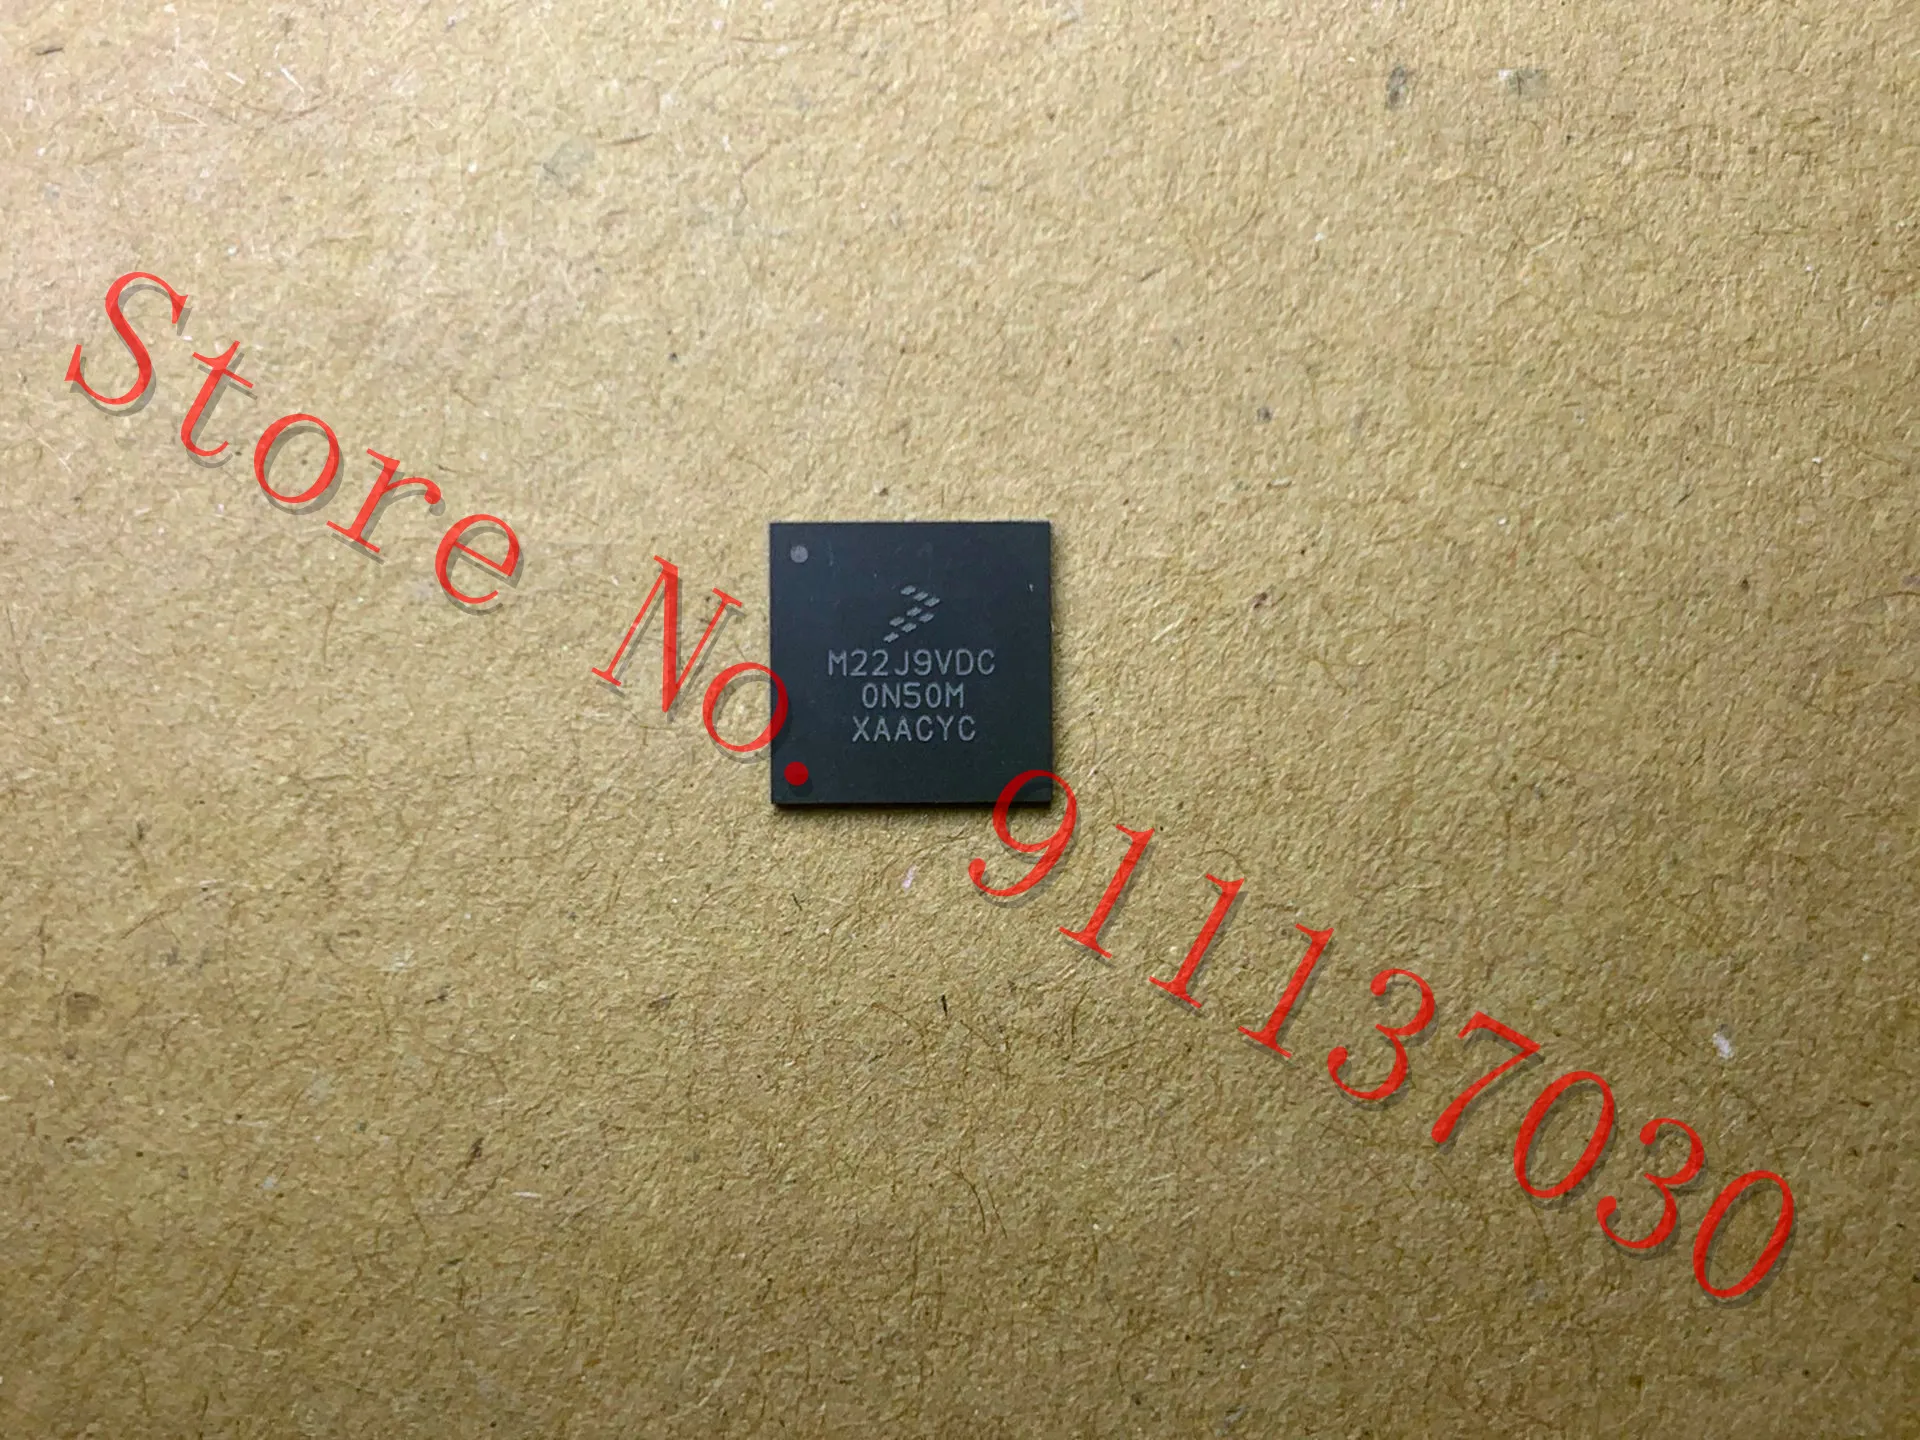 Store No. 911137030
M22J9VDC
0N50M
XAACYC